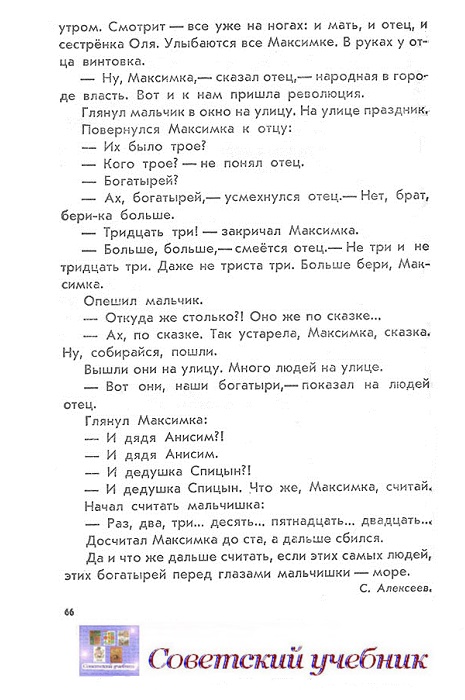 утром. Смотрит — все уже на ногах: и мать, и отец, и
сестрёнка Оля. Улыбаются все Максимке. В руках у от-
ца винтовка.
— Ну, Максимка,— сказал отец,— народная в горо-
де власть. Вот и к нам пришла революция.
Глянул мальчик в окно на улицу. На улице праздник.
Повернулся Максимка к отцу:
— Их было трое?
— Кого трое? — не понял отец.
— Богатырей?
— Ах, богатырей,— усмехнулся отец.— Нет, брат,
бери-ка больше.
— Тридцать три! — закричал Максимка.
— Больше, больше,— смеётся отец.— Не три и не
тридцать три. Даже не триста три. Больше бери, Мак-
симка.
Опешил мальчик.
— Откуда же столько?! Оно же по сказке...
— Ах, по сказке. Так устарела, Максимка, сказка.
Ну, собирайся, пошли.
Вышли они на улицу. Много людей на улице.
— Вот они, наши богатыри,— показал на людей
отец.
Глянул Максимка:
— И дядя Анисим?!
— И дядя Анисим.
— И дедушка Спицын?!
— И дедушка Спицын. Что же, Максимка, считай.
Начал считать мальчишка:
— Раз, два, три... десять... пятнадцать... двадцать...
Досчитал Максимка до ста, а дальше сбился.
Да и что же дальше считать, если этих самых людей,
этих богатырей перед глазами мальчишки — море.
С. Алексеев.
66
Советский учебник
Советский учебник